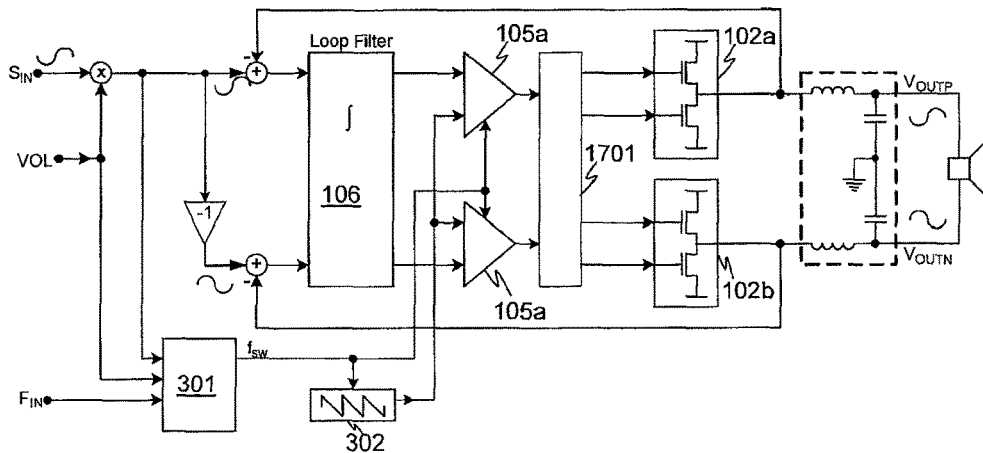 105a
102a
Loop Filter
S_IN
x
-
+
∫
V_OUTP
VOL
1701
106
-1
+
-
V_OUTN
105a
102b
f_SW
301
F_IN
302